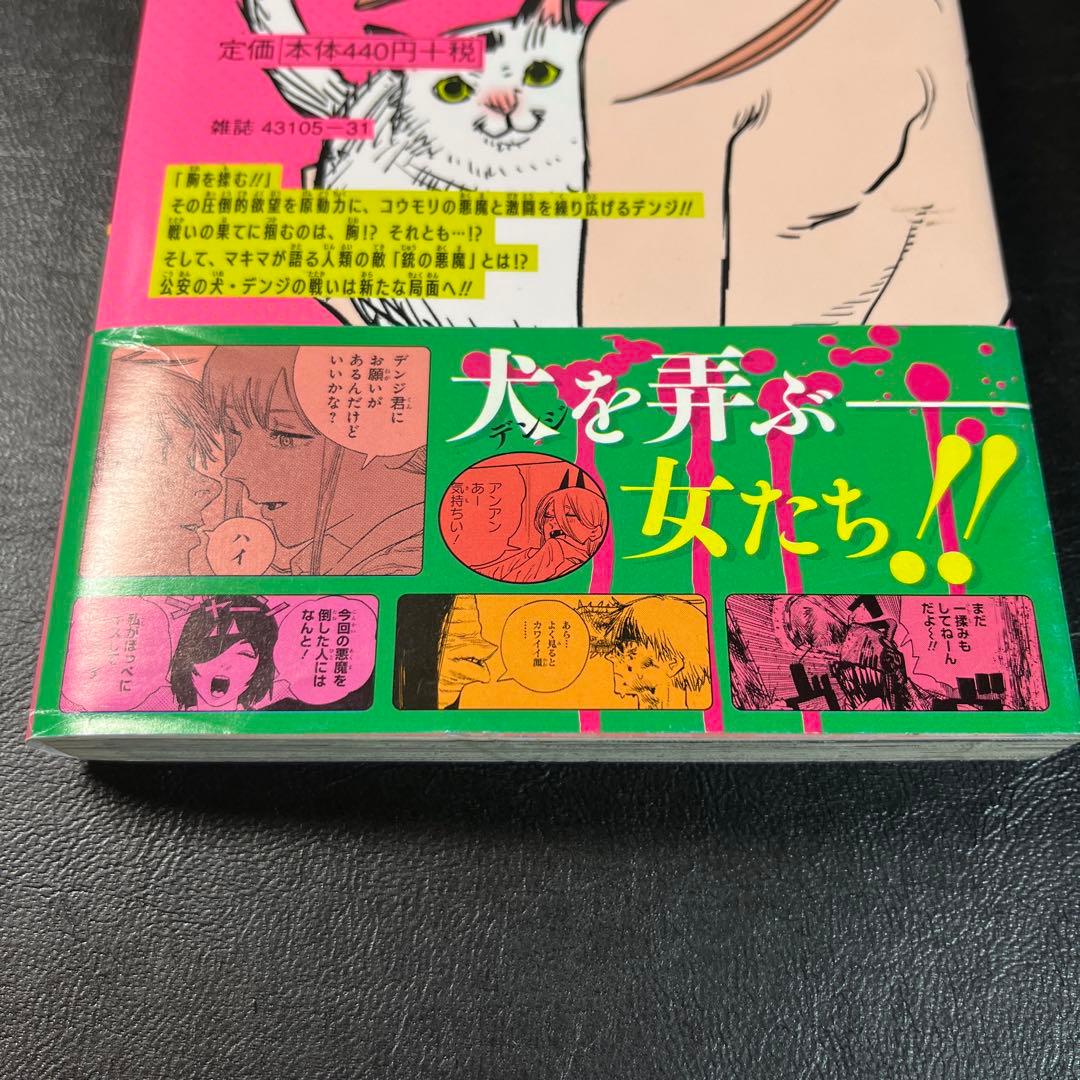 定価 本体440円+税
雑誌 43105-31
「胸を揉む!!」
その圧倒的欲望を原動力に、コウモリの悪魔と激闘を繰り広げるデンジ!!
戦いの果てに掴むのは、胸!? それとも…!?
そして、マキマが語る人類の敵「銃の悪魔」とは!?
公安の犬・デンジの戦いは新たな局面へ!!
犬を弄ぶ——
デンジ
女たち!!
デンジ君に
お願いが
あるんだけど
いいかな?
ハイ
アンアン
あー
気持ちい!
今回の悪魔を
倒した人には
なんと!
私がほっぺに
あら…
よく見ると
カワイイ顔
……
まだ
一揉みも
してねーん
だよ〜!!